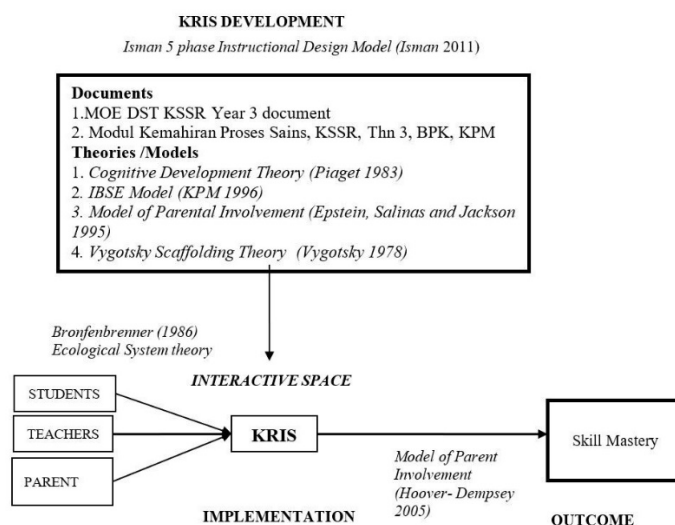 KRIS DEVELOPMENT
Isman 5 phase Instructional Design Model (Isman 2011)
Documents
1.MOE DST KSSR Year 3 document
2. Modul Kemahiran Proses Sains, KSSR, Thn 3, BPK, KPM
Theories /Models
1. Cognitive Development Theory (Piaget 1983)
2. IBSE Model (KPM 1996)
3. Model of Parental Involvement (Epstein, Salinas and Jackson
1995)
4. Vygotsky Scaffolding Theory (Vygotsky 1978)
Bronfenbrenner (1986)
Ecological System theory
INTERACTIVE SPACE
STUDENTS
TEACHERS
PARENT
KRIS
Model of Parent
Involvement
(Hoover- Dempsey
2005)
Skill Mastery
IMPLEMENTATION
OUTCOME